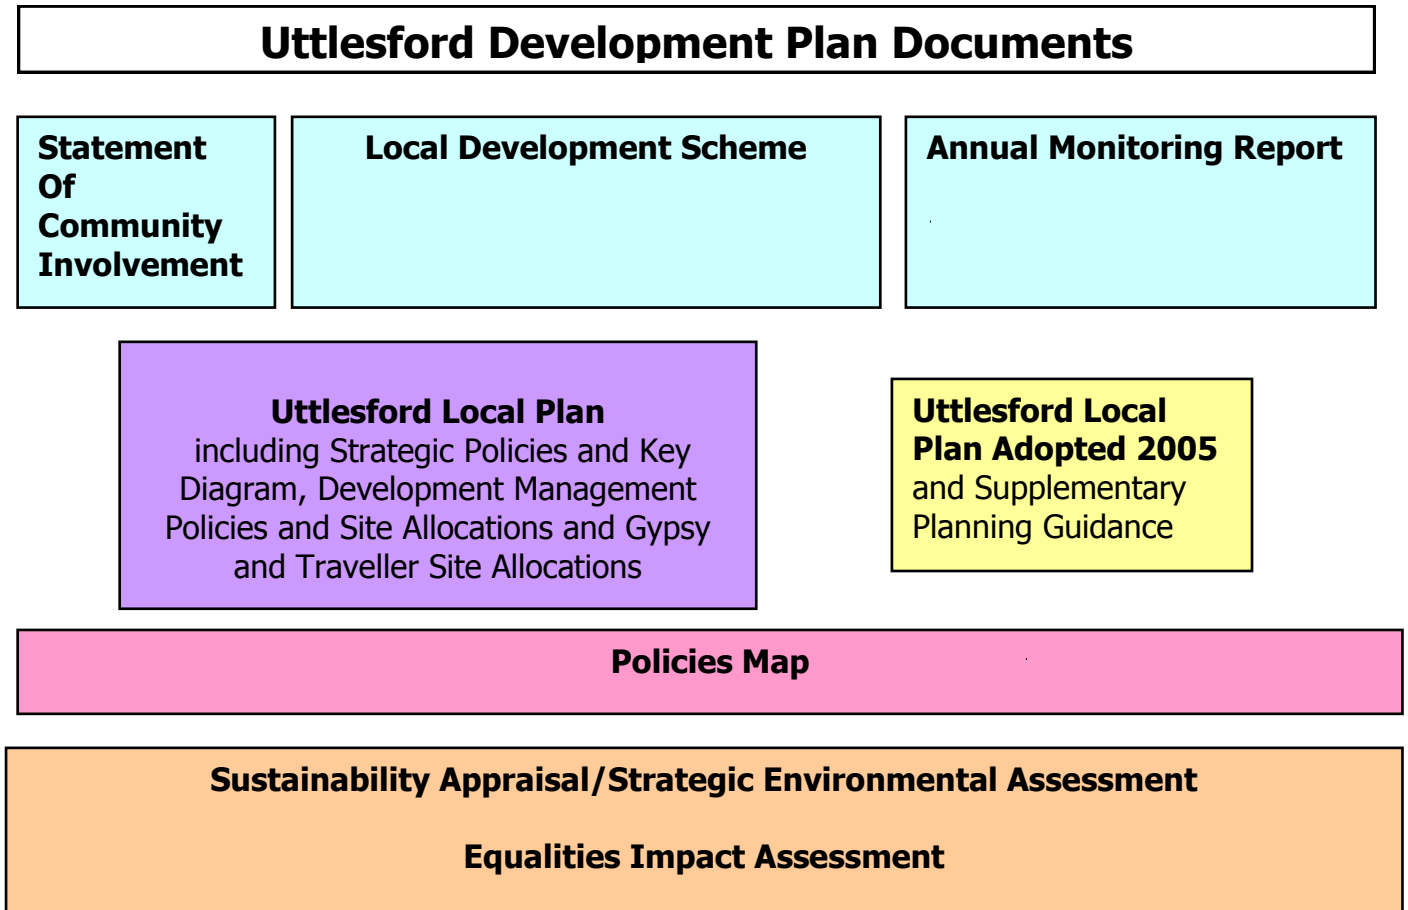 Uttlesford Development Plan Documents
Statement
Of
Community
Involvement
Local Development Scheme
Annual Monitoring Report
Uttlesford Local Plan
including Strategic Policies and Key
Diagram, Development Management
Policies and Site Allocations and Gypsy
and Traveller Site Allocations
Uttlesford Local
Plan Adopted 2005
and Supplementary
Planning Guidance
Policies Map
Sustainability Appraisal/Strategic Environmental Assessment
Equalities Impact Assessment